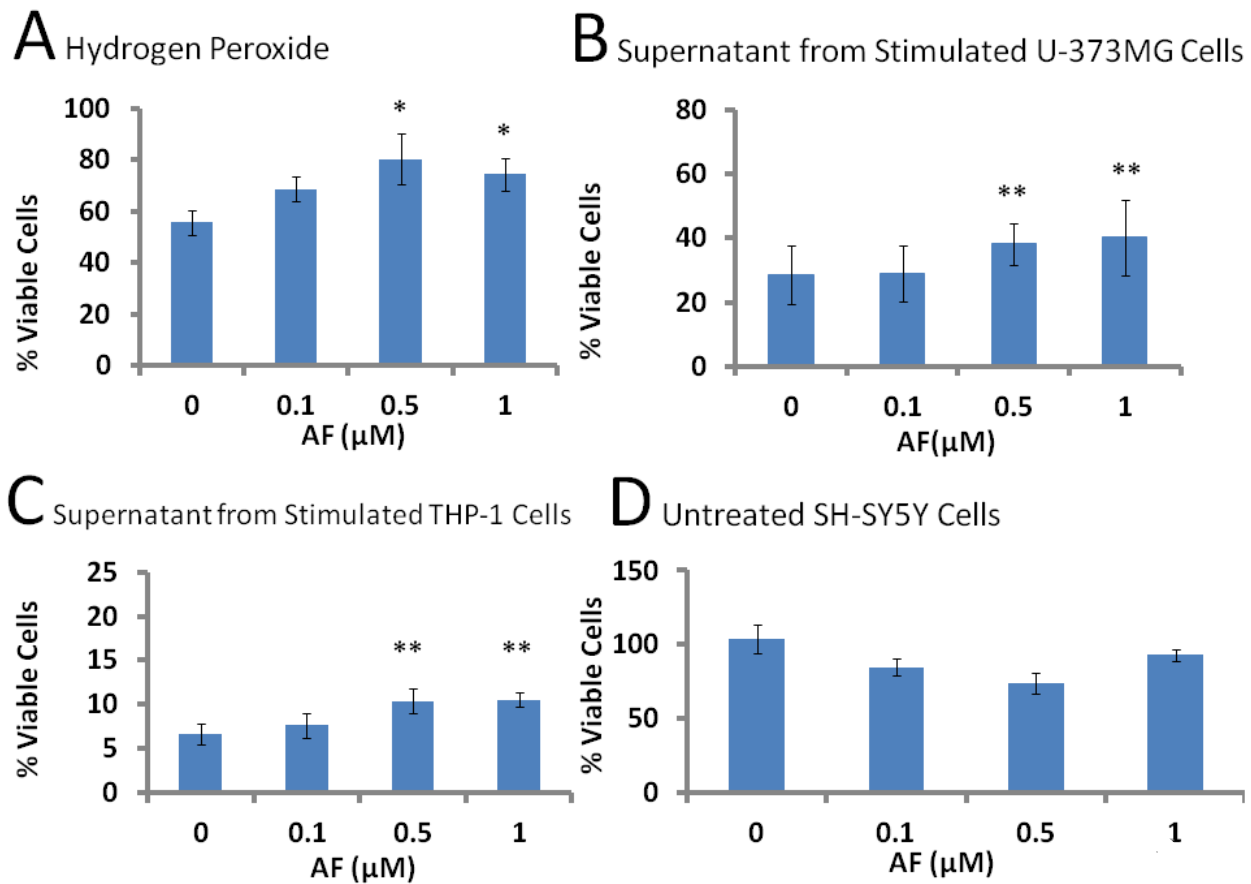 A Hydrogen Peroxide
100
80
60
40
20
0
% Viable Cells
* *
0 0.1 0.5 1
AF (µM)
B Supernatant from Stimulated U-373MG Cells
80
60
40
20
0
% Viable Cells
** **
0 0.1 0.5 1
AF(µM)
C Supernatant from Stimulated THP-1 Cells
25
20
15
10
5
0
% Viable Cells
** **
0 0.1 0.5 1
AF (µM)
D Untreated SH-SY5Y Cells
150
100
50
0
% Viable Cells
0 0.1 0.5 1
AF (µM)